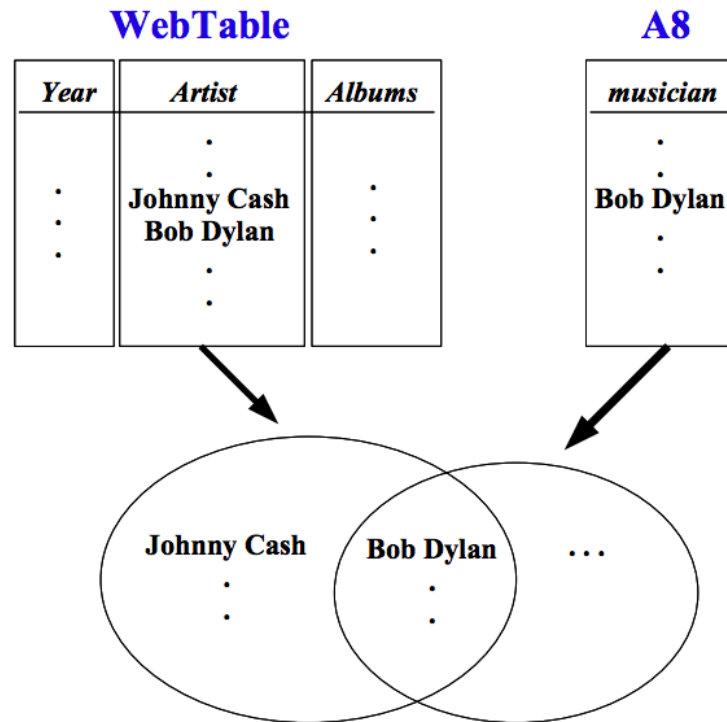 WebTable A8
Year Artist Albums musician
Johnny Cash
Bob Dylan
Bob Dylan
Johnny Cash Bob Dylan . . .